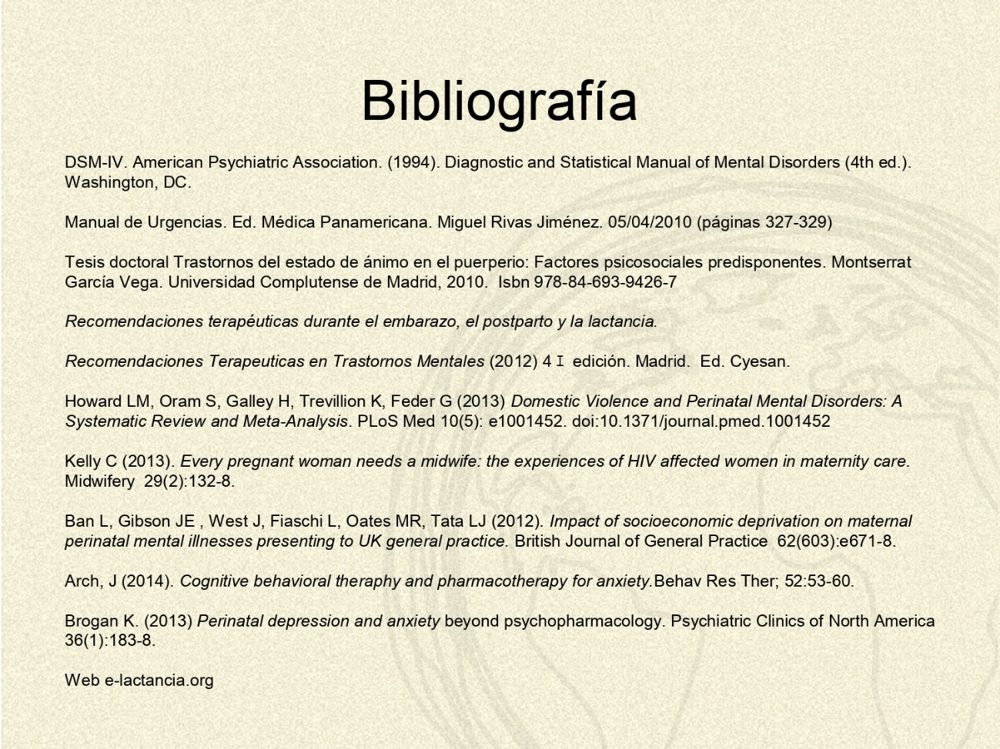 Bibliografía
DSM-IV. American Psychiatric Association. (1994). Diagnostic and Statistical Manual of Mental Disorders (4th ed.).
Washington, DC.
Manual de Urgencias. Ed. Médica Panamericana. Miguel Rivas Jiménez. 05/04/2010 (páginas 327-329)
Tesis doctoral Trastornos del estado de ánimo en el puerperio: Factores psicosociales predisponentes. Montserrat
García Vega. Universidad Complutense de Madrid, 2010. Isbn 978-84-693-9426-7
Recomendaciones terapéuticas durante el embarazo, el postparto y la lactancia.
Recomendaciones Terapeuticas en Trastornos Mentales (2012) 4 I edición. Madrid. Ed. Cyesan.
Howard LM, Oram S, Galley H, Trevillion K, Feder G (2013) Domestic Violence and Perinatal Mental Disorders: A
Systematic Review and Meta-Analysis. PLoS Med 10(5): e1001452. doi:10.1371/journal.pmed.1001452
Kelly C (2013). Every pregnant woman needs a midwife: the experiences of HIV affected women in maternity care.
Midwifery 29(2):132-8.
Ban L, Gibson JE , West J, Fiaschi L, Oates MR, Tata LJ (2012). Impact of socioeconomic deprivation on maternal
perinatal mental illnesses presenting to UK general practice. British Journal of General Practice 62(603):e671-8.
Arch, J (2014). Cognitive behavioral theraphy and pharmacotherapy for anxiety.Behav Res Ther; 52:53-60.
Brogan K. (2013) Perinatal depression and anxiety beyond psychopharmacology. Psychiatric Clinics of North America
36(1):183-8.
Web e-lactancia.org